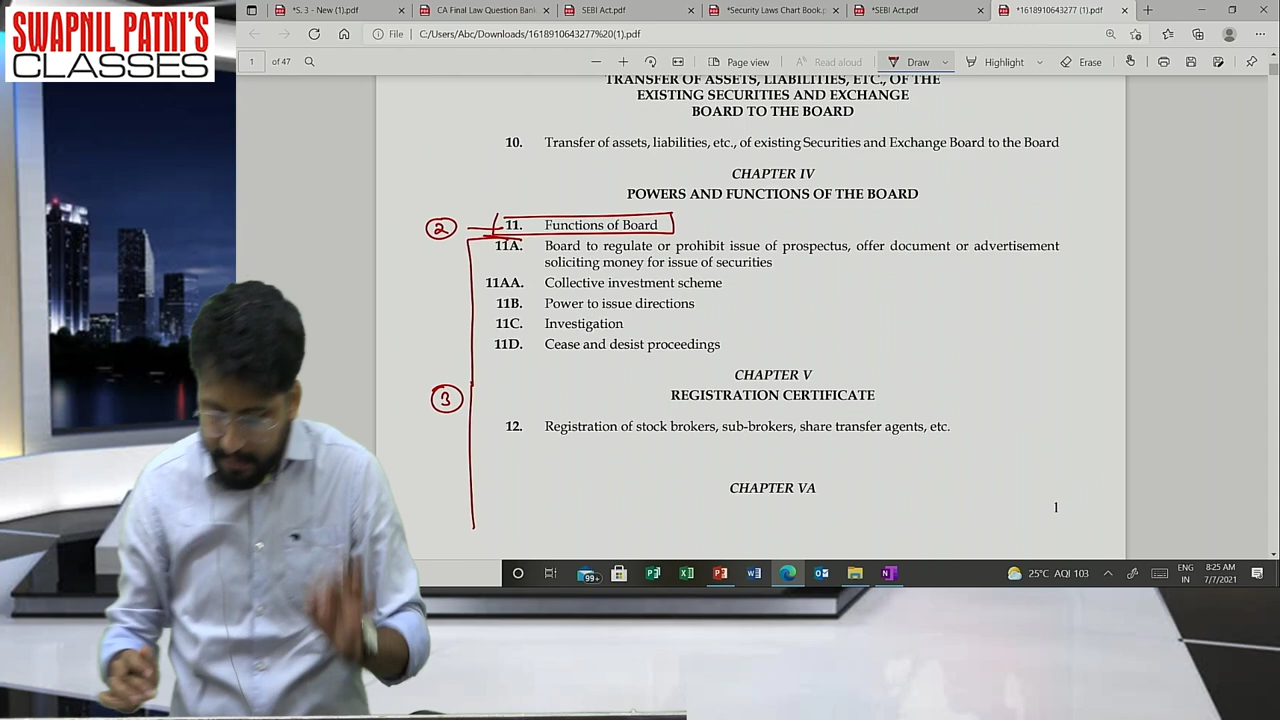 SWAPNIL PATNI'S
CLASSES
*S. 3 - New (1).pdf
CA Final Law Question Bank
SEBI Act.pdf
*Security Laws Chart Book.p
*SEBI Act.pdf
*1618910643277 (1).pdf
File
C:/Users/Abc/Downloads/1618910643277%20(1).pdf
1 of 47
Page view
Read aloud
Draw
Highlight
Erase
TRANSFER OF ASSETS, LIABILITIES, ETC., OF THE
EXISTING SECURITIES AND EXCHANGE
BOARD TO THE BOARD
10. Transfer of assets, liabilities, etc., of existing Securities and Exchange Board to the Board
CHAPTER IV
POWERS AND FUNCTIONS OF THE BOARD
2
11. Functions of Board
11A. Board to regulate or prohibit issue of prospectus, offer document or advertisement
soliciting money for issue of securities
11AA. Collective investment scheme
11B. Power to issue directions
11C. Investigation
11D. Cease and desist proceedings
CHAPTER V
3
REGISTRATION CERTIFICATE
12. Registration of stock brokers, sub-brokers, share transfer agents, etc.
CHAPTER VA
1
99+
25°C AQI 103
ENG
IN
8:25 AM
7/7/2021